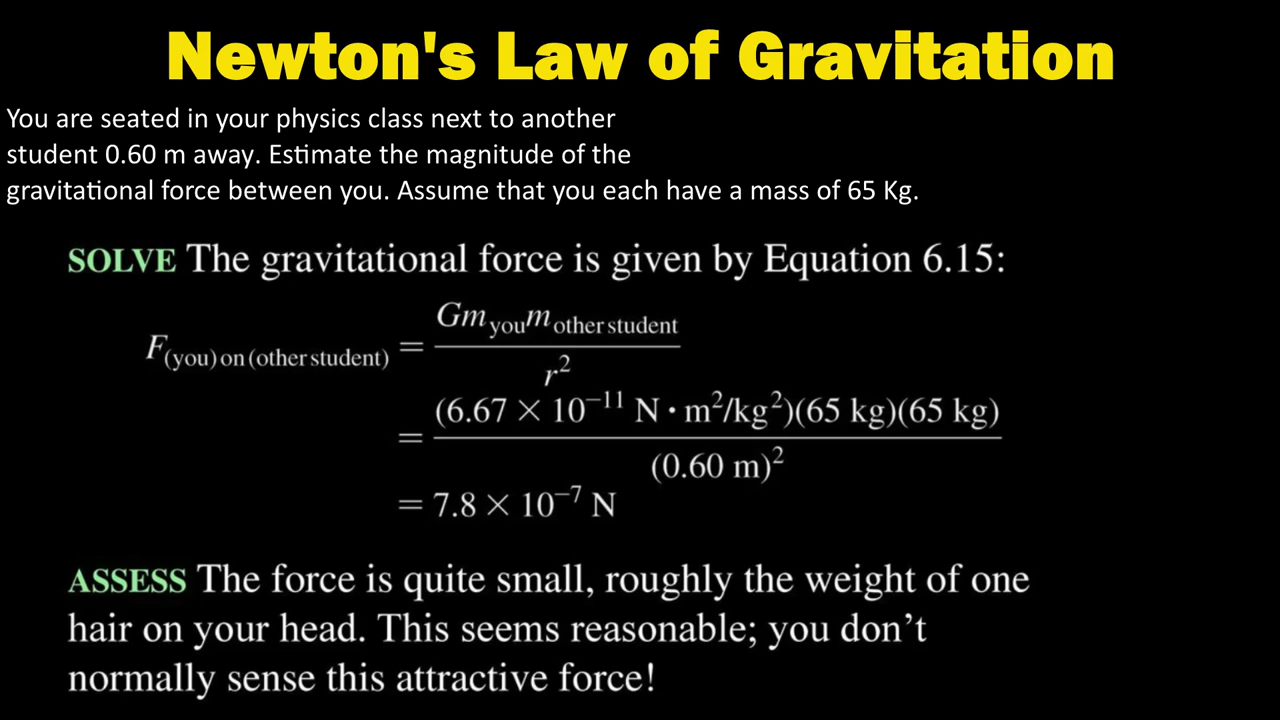 Newton's Law of Gravitation
You are seated in your physics class next to another
student 0.60 m away. Estimate the magnitude of the
gravitational force between you. Assume that you each have a mass of 65 Kg.
SOLVE The gravitational force is given by Equation 6.15:
F(you) on (other student) = Gm you m other student / r²
= (6.67 × 10⁻¹¹ N · m²/kg²)(65 kg)(65 kg) / (0.60 m)²
= 7.8 × 10⁻⁷ N
ASSESS The force is quite small, roughly the weight of one
hair on your head. This seems reasonable; you don't
normally sense this attractive force!